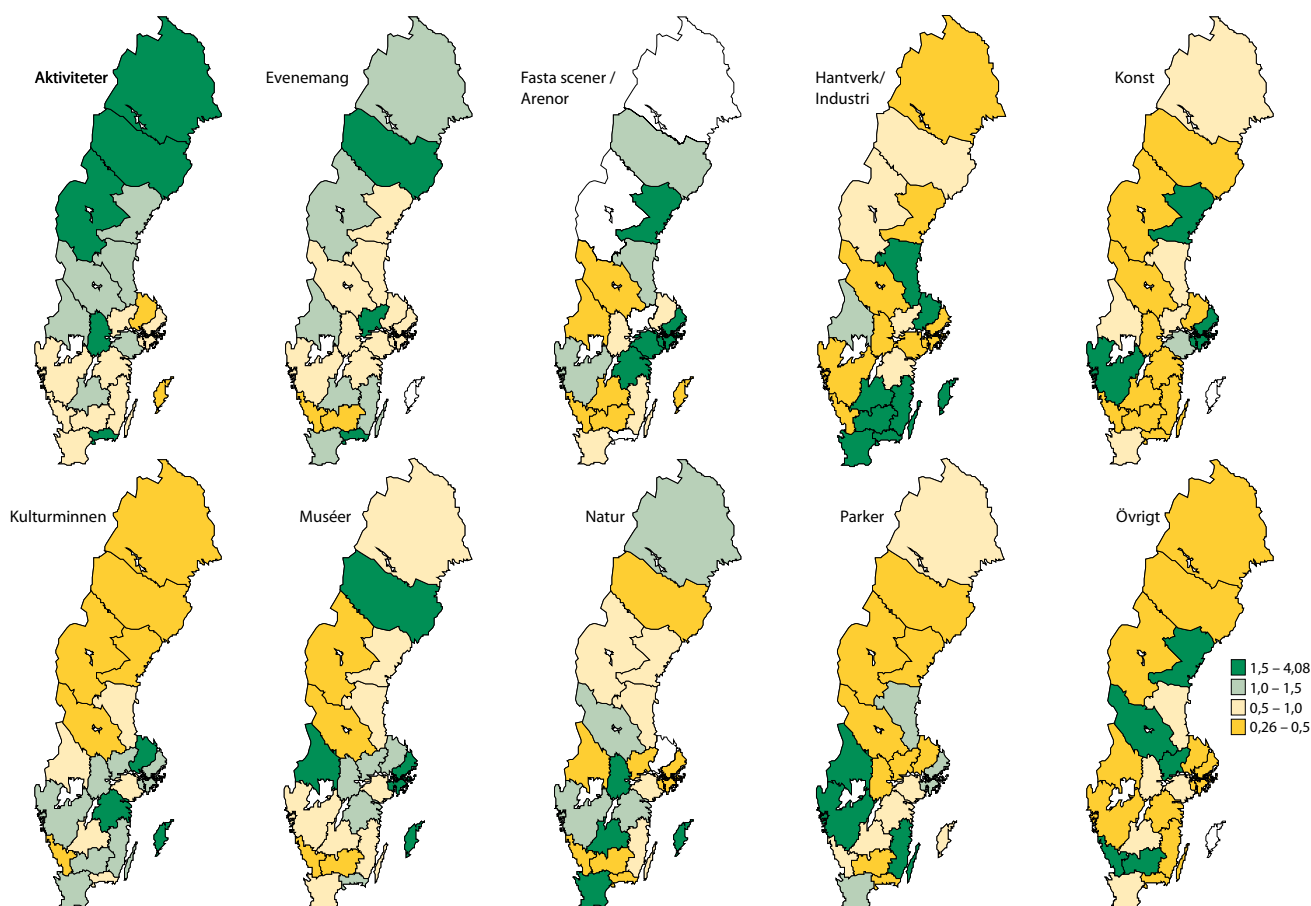 Aktiviteter
Evenemang
Fasta scener /
Arenor
Hantverk/
Industri
Konst
Kulturminnen
Muséer
Natur
Parker
Övrigt
1,5 – 4,08
1,0 – 1,5
0,5 – 1,0
0,26 – 0,5